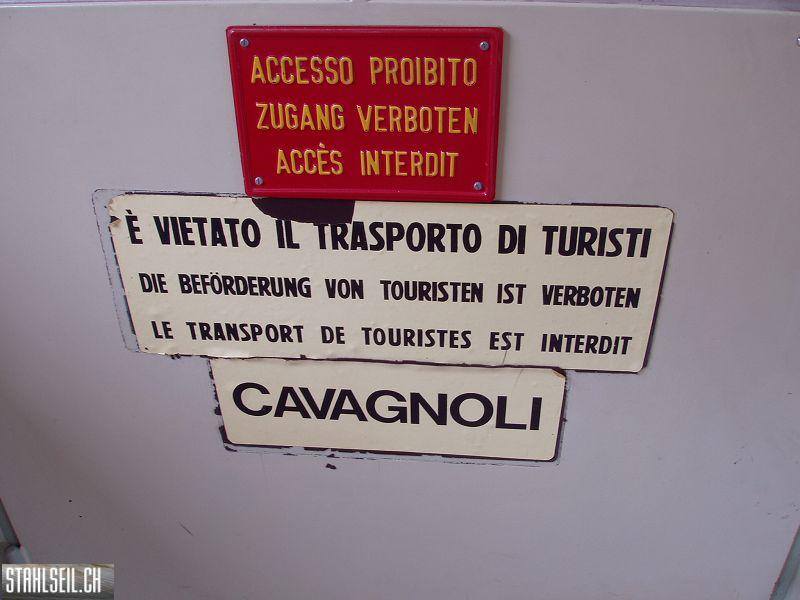 ACCESSO PROIBITO
ZUGANG VERBOTEN
ACCÈS INTERDIT
È VIETATO IL TRASPORTO DI TURISTI
DIE BEFÖRDERUNG VON TOURISTEN IST VERBOTEN
LE TRANSPORT DE TOURISTES EST INTERDIT
CAVAGNOLI
STAHLSEIL.CH